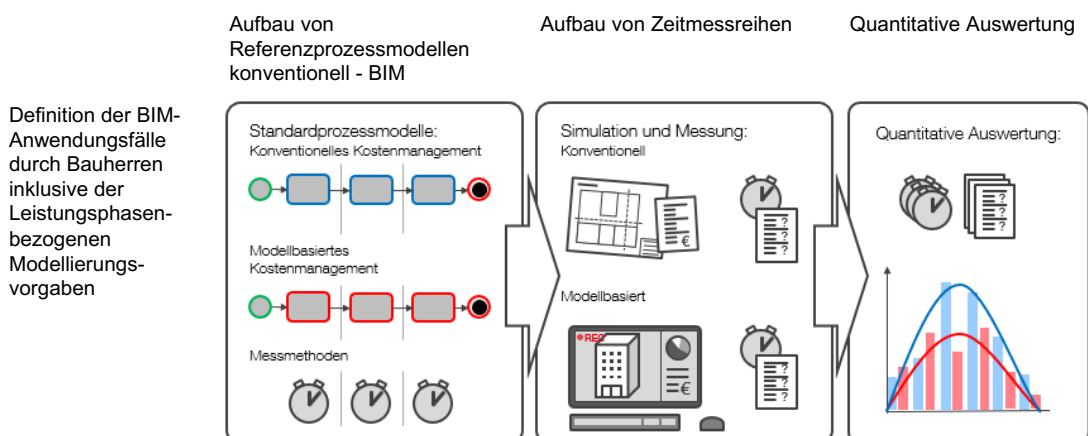 Aufbau von
Referenzprozessmodellen
konventionell - BIM
Aufbau von Zeitmessreihen
Quantitative Auswertung
Definition der BIM-
Anwendungsfälle
durch Bauherren
inklusive der
Leistungsphasen-
bezogenen
Modellierungs-
vorgaben
Standardprozessmodelle:
Konventionelles Kostenmanagement
Modellbasiertes
Kostenmanagement
Messmethoden
Simulation und Messung:
Konventionell
€
?
?
?
Modellbasiert
REC
€
?
?
?
Quantitative Auswertung:
?
?
?